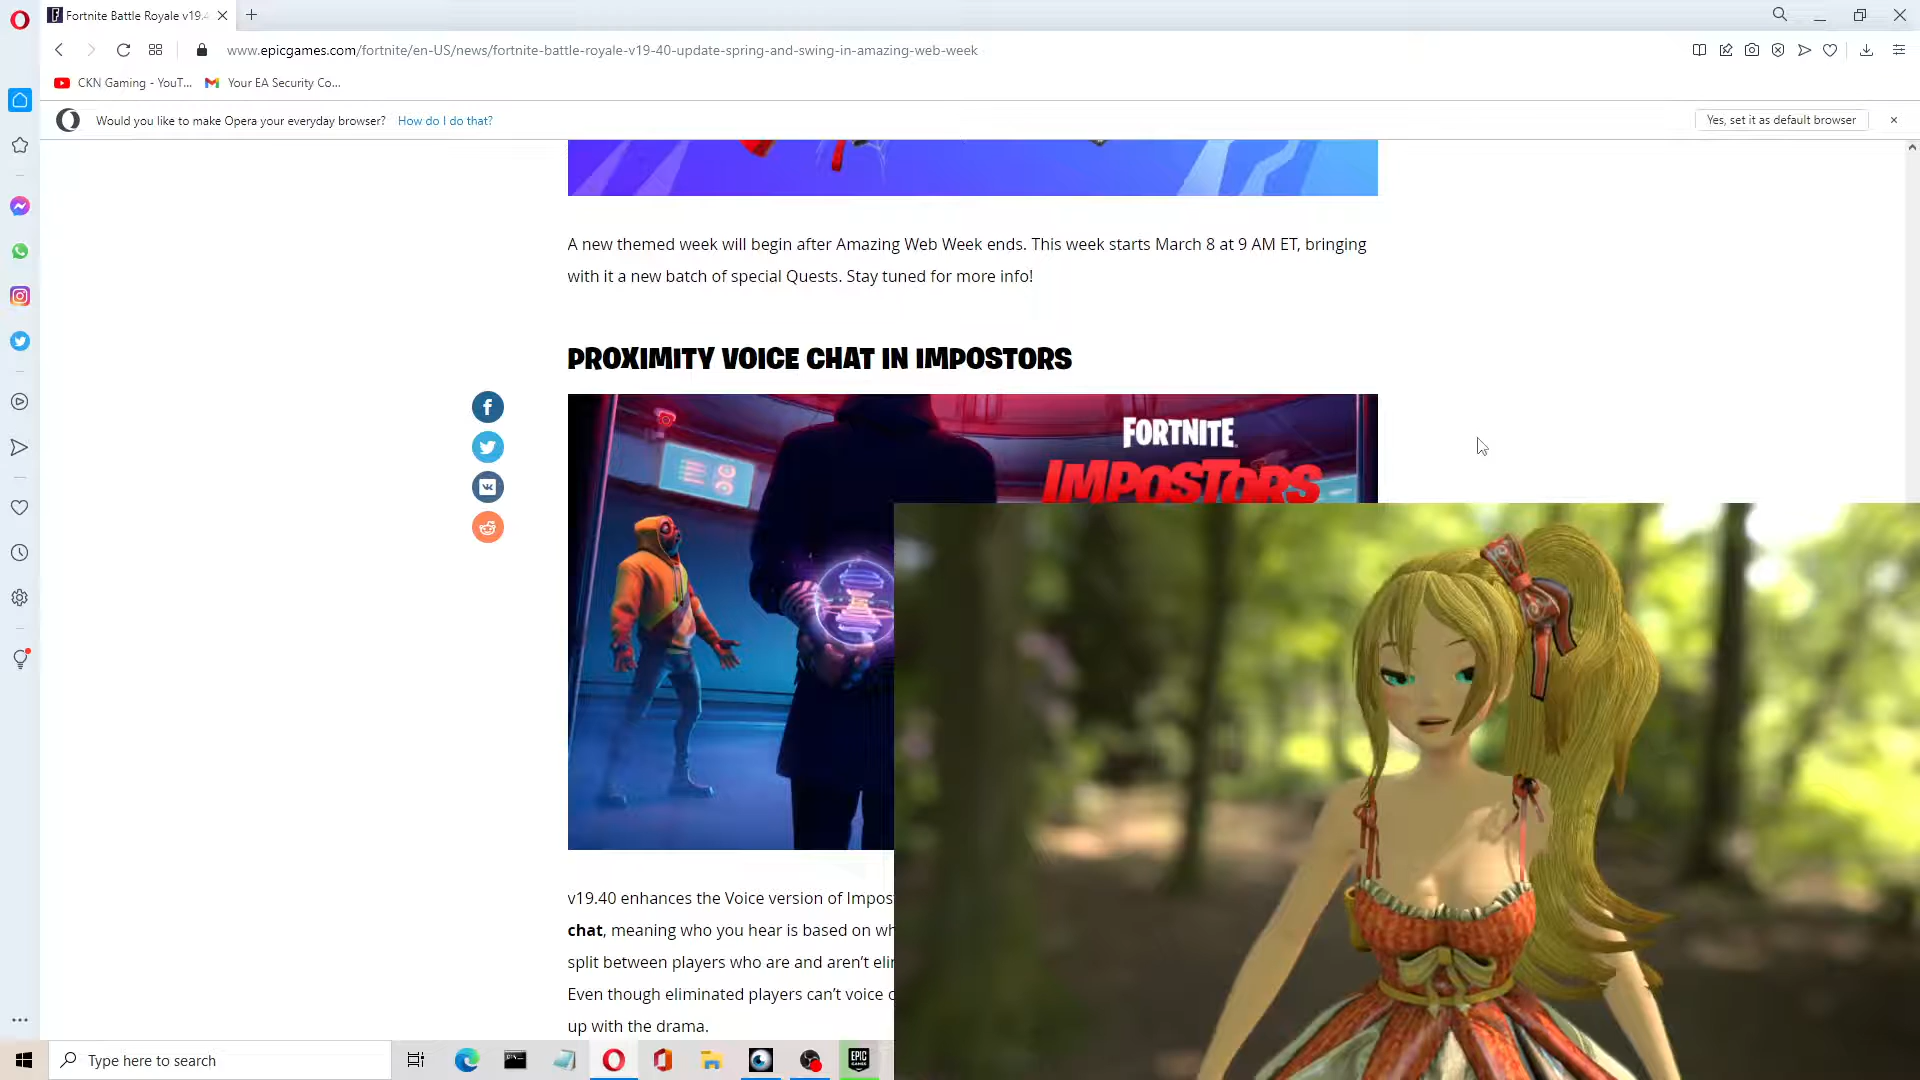 Fortnite Battle Royale v19.4
www.epicgames.com/fortnite/en-US/news/fortnite-battle-royale-v19-40-update-spring-and-swing-in-amazing-web-week
CKN Gaming - YouT...
Your EA Security Co...
Would you like to make Opera your everyday browser?
How do I do that?
Yes, set it as default browser
A new themed week will begin after Amazing Web Week ends. This week starts March 8 at 9 AM ET, bringing
with it a new batch of special Quests. Stay tuned for more info!
PROXIMITY VOICE CHAT IN IMPOSTORS
FORTNITE
IMPOSTORS
v19.40 enhances the Voice version of Impos
chat, meaning who you hear is based on wh
split between players who are and aren't eli
Even though eliminated players can't voice
up with the drama.
Type here to search
EPIC GAMES